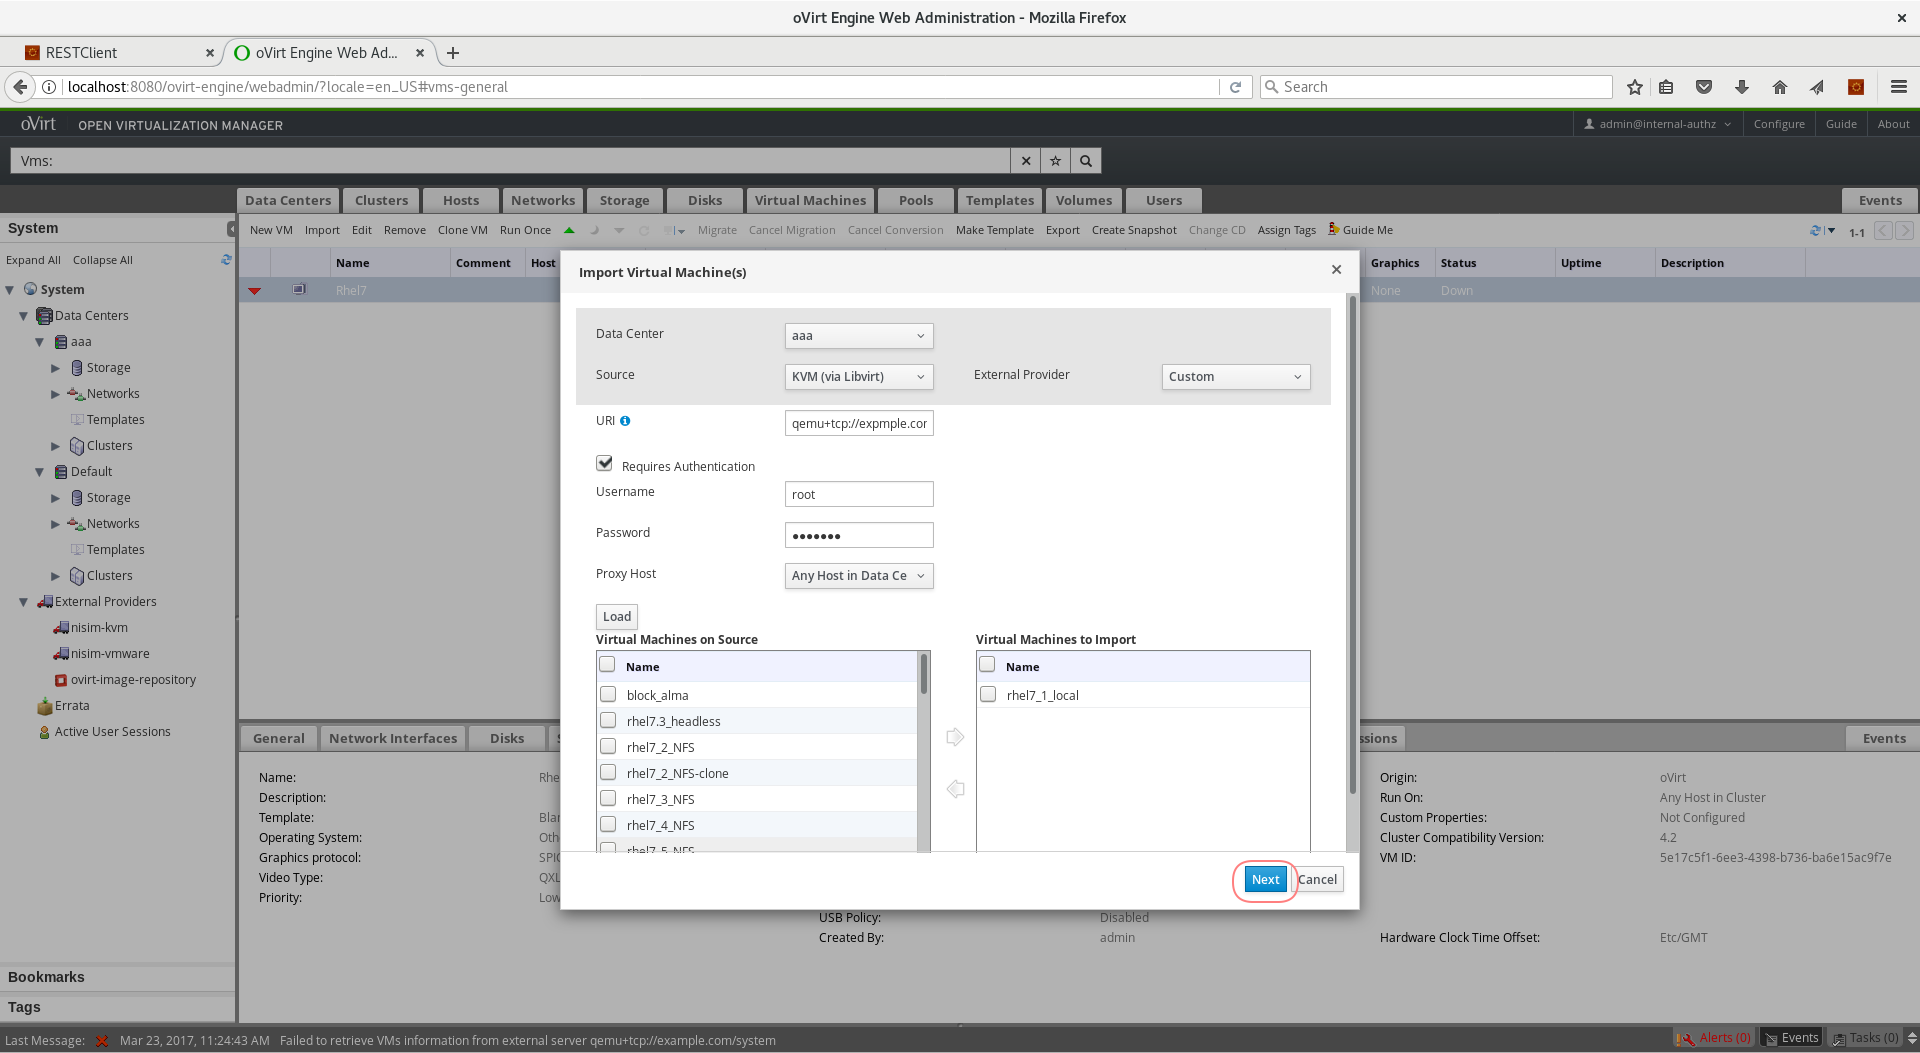 oVirt Engine Web Administration - Mozilla Firefox
RESTClient
oVirt Engine Web Ad...
localhost:8080/ovirt-engine/webadmin/?locale=en_US#vms-general
Search
oVirt OPEN VIRTUALIZATION MANAGER
admin@internal-authz Configure Guide About
Vms:
Data Centers Clusters Hosts Networks Storage Disks Virtual Machines Pools Templates Volumes Users Events
System
New VM Import Edit Remove Clone VM Run Once Migrate Cancel Migration Cancel Conversion Make Template Export Create Snapshot Change CD Assign Tags Guide Me 1-1
Expand All Collapse All
Name Comment Host Graphics Status Uptime Description
Rhel7 None Down
System
Data Centers
aaa
Storage
Networks
Templates
Clusters
Default
Storage
Networks
Templates
Clusters
External Providers
nisim-kvm
nisim-vmware
ovirt-image-repository
Errata
Active User Sessions
Bookmarks
Tags
Import Virtual Machine(s)
Data Center aaa
Source KVM (via Libvirt) External Provider Custom
URI qemu+tcp://expmple.cor
Requires Authentication
Username root
Password •••••••
Proxy Host Any Host in Data Ce
Load
Virtual Machines on Source
Name
block_alma
rhel7.3_headless
rhel7_2_NFS
rhel7_2_NFS-clone
rhel7_3_NFS
rhel7_4_NFS
rhel7_5_NFS
Virtual Machines to Import
Name
rhel7_1_local
Next Cancel
General Network Interfaces Disks S ssions Events
Name: Rhe
Description:
Template: Blan
Operating System: Oth
Graphics protocol: SPIC
Video Type: QXL
Priority: Low
USB Policy: Disabled
Created By: admin
Origin: oVirt
Run On: Any Host in Cluster
Custom Properties: Not Configured
Cluster Compatibility Version: 4.2
VM ID: 5e17c5f1-6ee3-4398-b736-ba6e15ac9f7e
Hardware Clock Time Offset: Etc/GMT
Last Message: Mar 23, 2017, 11:24:43 AM Failed to retrieve VMs information from external server qemu+tcp://example.com/system
Alerts (0) Events Tasks (0)